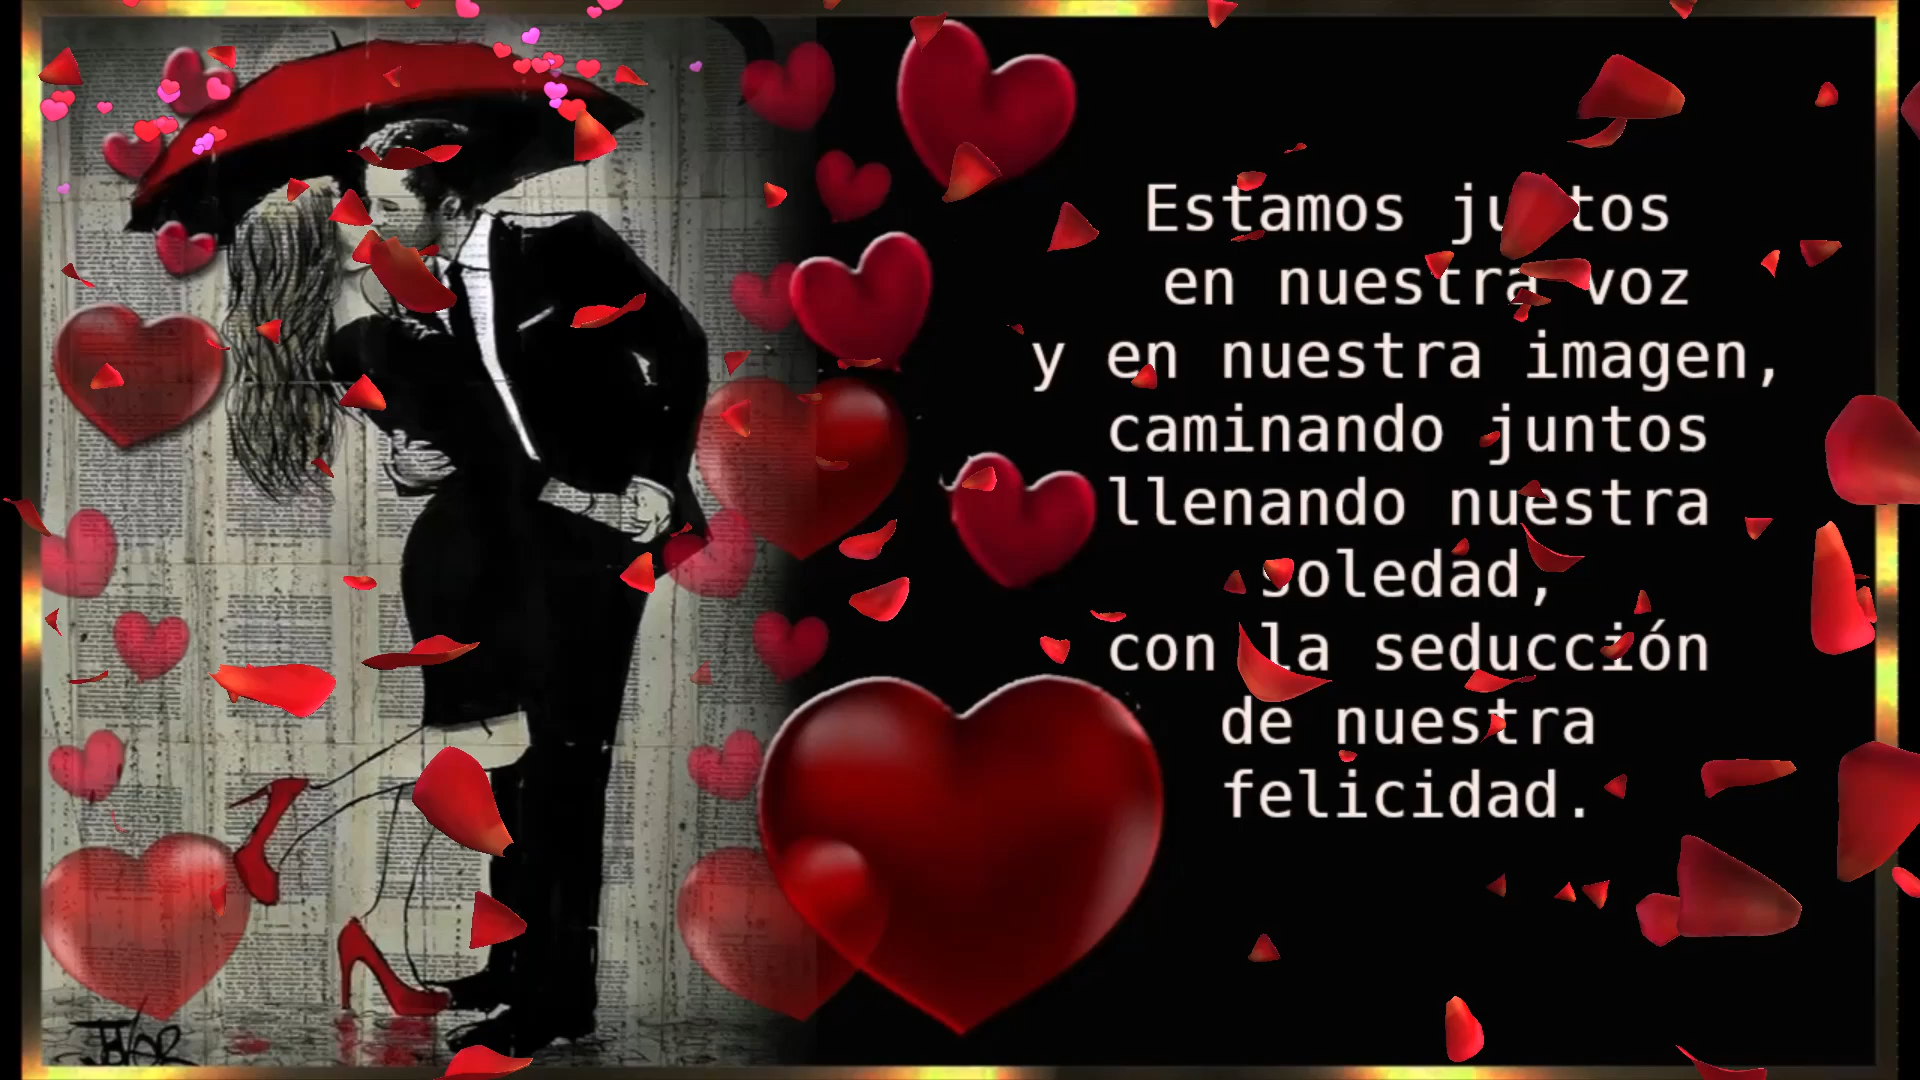 Estamos juntos
en nuestra voz
y en nuestra imagen,
caminando juntos
llenando nuestra
soledad,
con la seducción
de nuestra
felicidad.